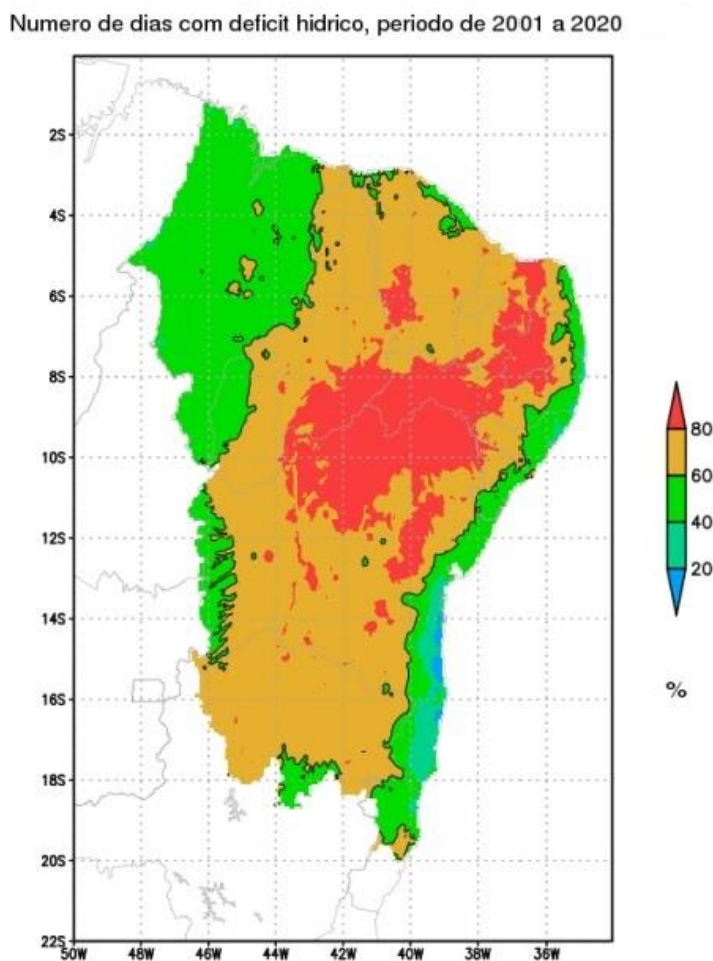 Numero de dias com deficit hidrico, periodo de 2001 a 2020
2S
4S
6S
8S
10S
12S
14S
16S
18S
20S
22S
50W 48W 46W 44W 42W 40W 38W 36W
80
60
40
20
%